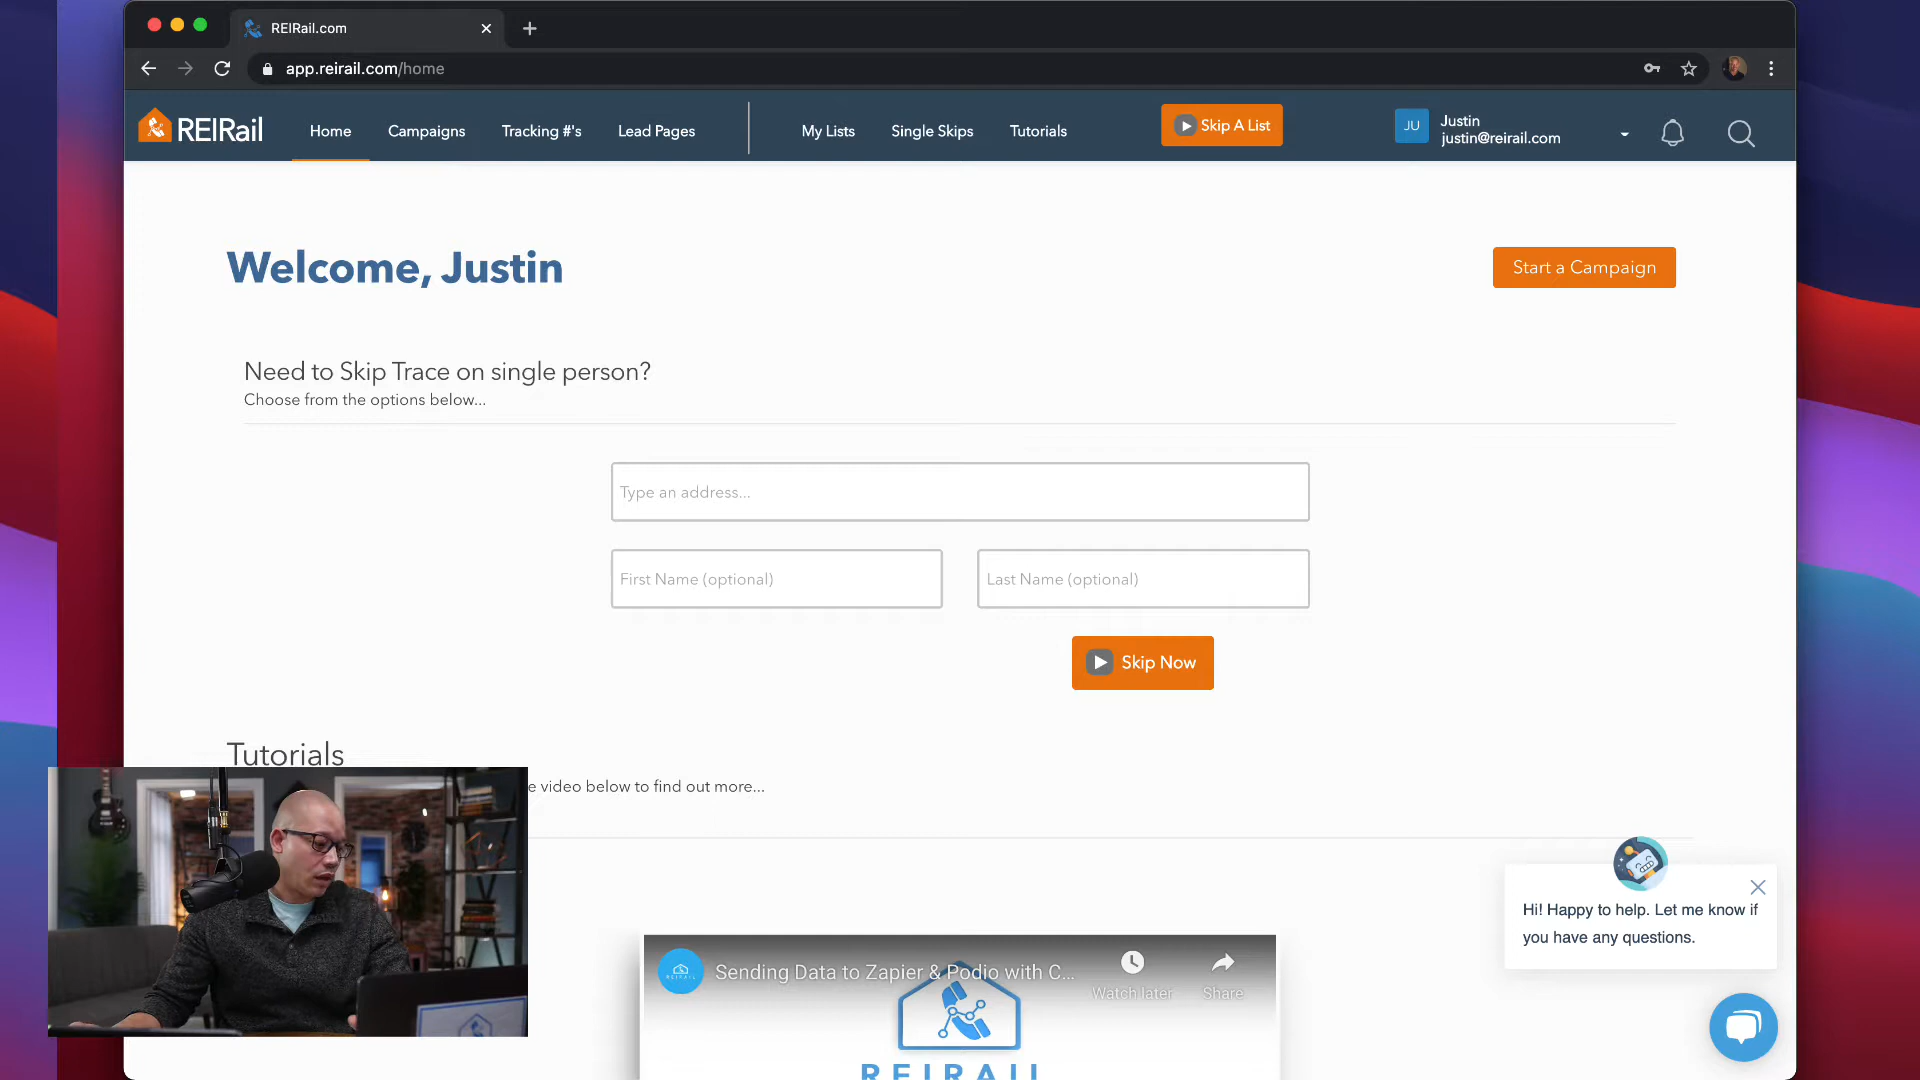 REIRail.com
app.reirail.com/home
REIRail
Home
Campaigns
Tracking #'s
Lead Pages
My Lists
Single Skips
Tutorials
Skip A List
JU
Justin
justin@reirail.com
Welcome, Justin
Start a Campaign
Need to Skip Trace on single person?
Choose from the options below...
Type an address...
First Name (optional)
Last Name (optional)
Skip Now
Tutorials
e video below to find out more...
Hi! Happy to help. Let me know if
you have any questions.
Sending Data to Zapier & Podio with C...
Watch later
Share
REIRAIL